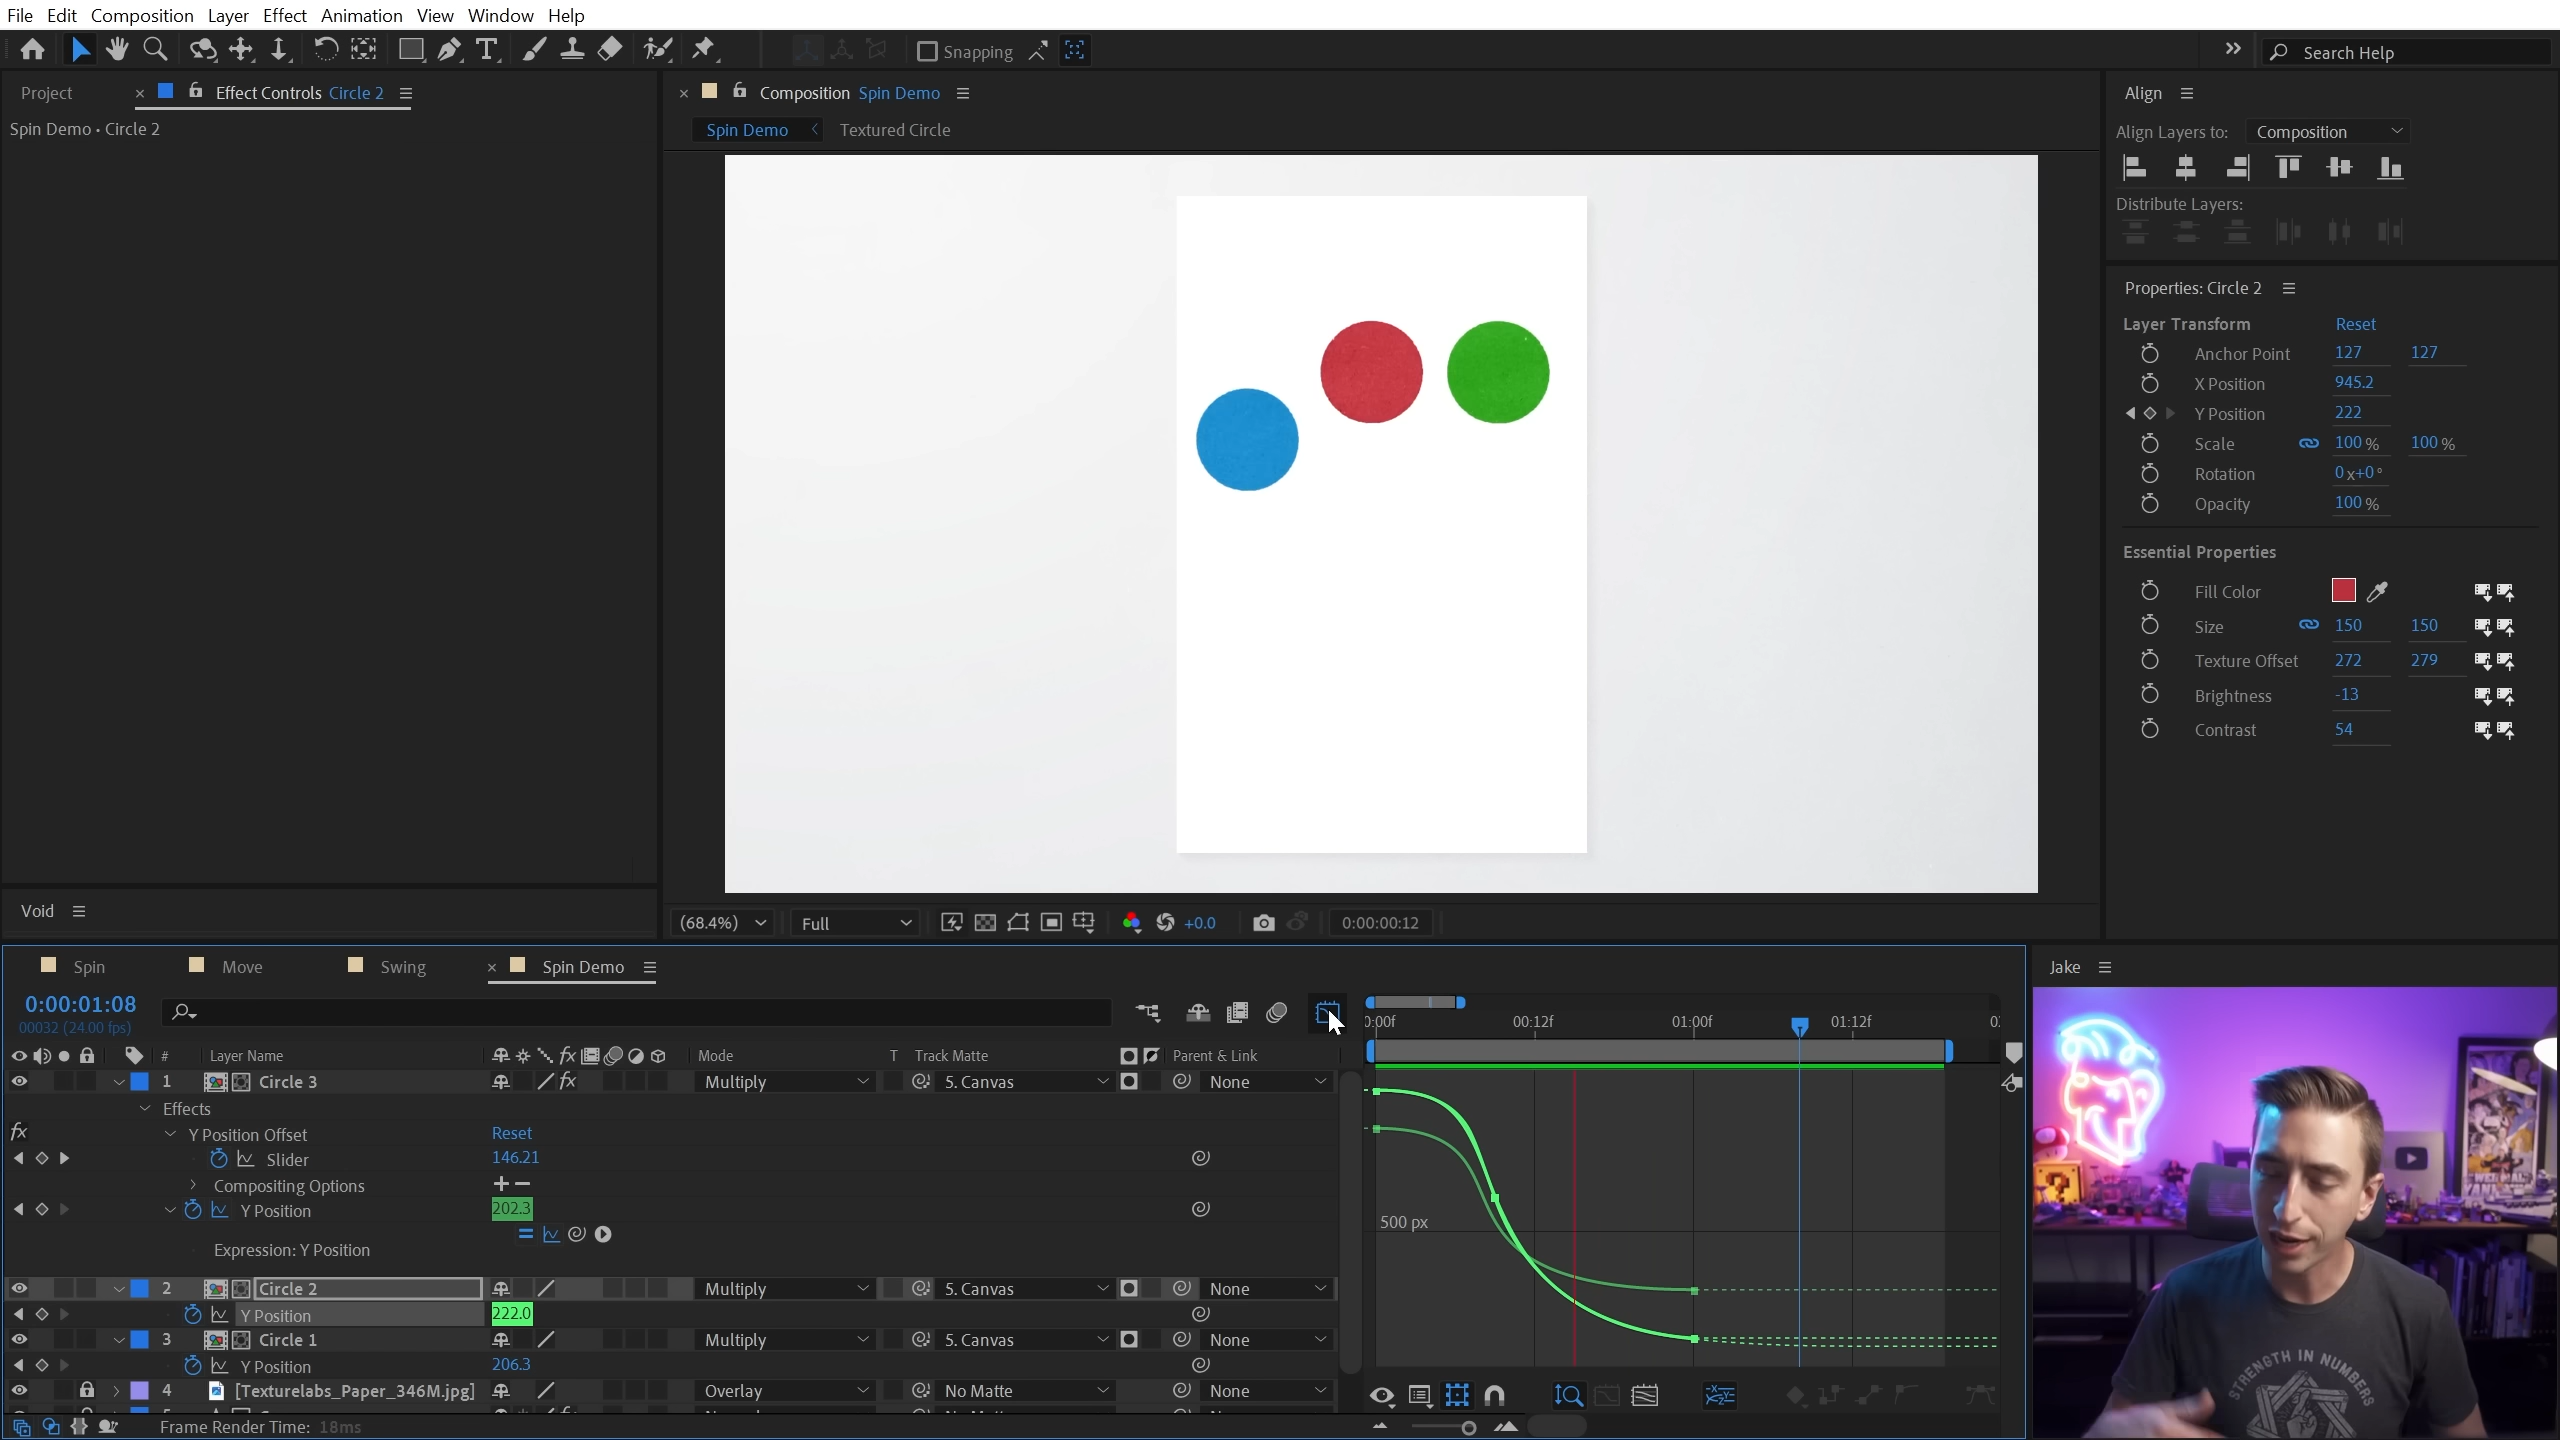 File Edit Composition Layer Effect Animation View Window Help
Snapping
Search Help
Project
Effect Controls Circle 2
Spin Demo • Circle 2
Composition Spin Demo
Spin Demo
Textured Circle
Align
Align Layers to: Composition
Distribute Layers:
Properties: Circle 2
Layer Transform Reset
Anchor Point 127 127
X Position 945.2
Y Position 222
Scale 100 % 100 %
Rotation 0x+0°
Opacity 100 %
Essential Properties
Fill Color
Size 150 150
Texture Offset 272 279
Brightness -13
Contrast 54
Void
(68.4%) Full +0.0 0:00:00:12
Spin Move Swing Spin Demo
Jake
0:00:01:08
00032 (24.00 fps)
0:00f 00:12f 01:00f 01:12f
# Layer Name fx Mode T Track Matte Parent & Link
1 Circle 3 fx Multiply 5. Canvas None
Effects
fx Y Position Offset Reset
Slider 146.21
Compositing Options
Y Position 202.3
Expression: Y Position
2 Circle 2 Multiply 5. Canvas None
Y Position 222.0
3 Circle 1 Multiply 5. Canvas None
Y Position 206.3
4 [Texturelabs_Paper_346M.jpg] Overlay No Matte None
Frame Render Time: 18ms
500 px
STRENGTH IN NUMBERS